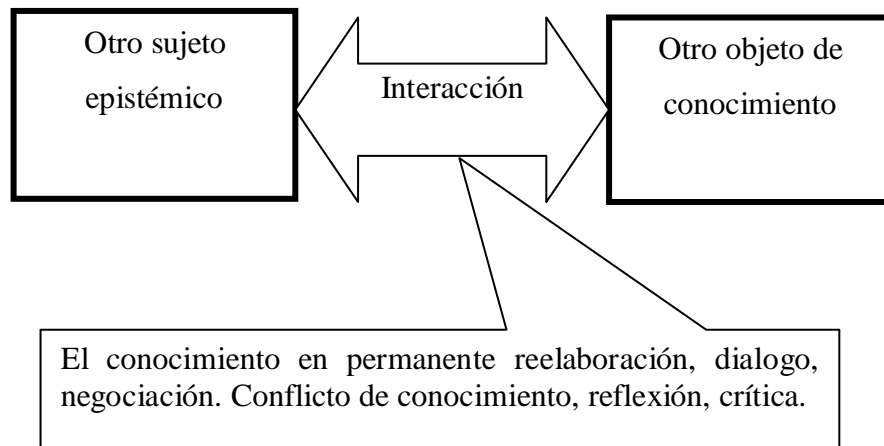 Otro sujeto
epistémico
Interacción
Otro objeto de
conocimiento
El conocimiento en permanente reelaboración, dialogo,
negociación. Conflicto de conocimiento, reflexión, crítica.